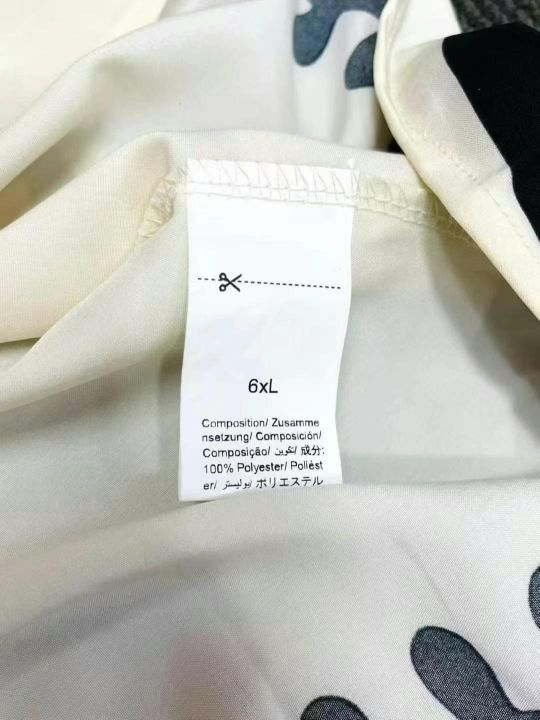 6xL
Composition/ Zusamme
nsetzung/ Composición/
Composição/ تكوين/ 成分:
100% Polyester/ Poliést
er/ بوليستر/ ポリエステル